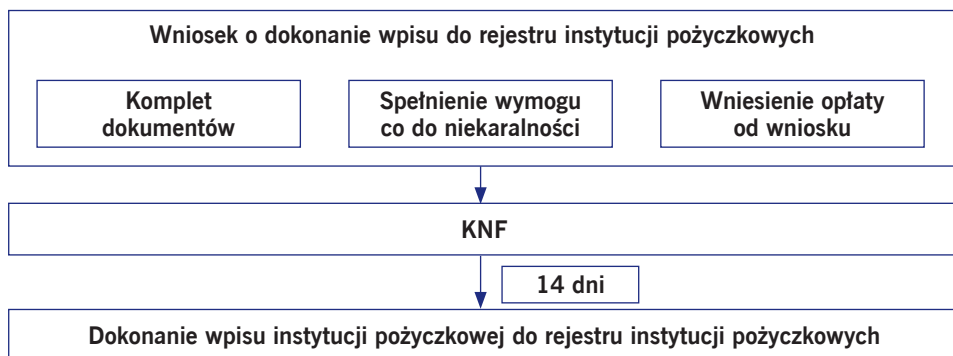 Wniosek o dokonanie wpisu do rejestru instytucji pożyczkowych
Komplet
dokumentów
Spełnienie wymogu
co do niekaralności
Wniesienie opłaty
od wniosku
KNF
14 dni
Dokonanie wpisu instytucji pożyczkowej do rejestru instytucji pożyczkowych